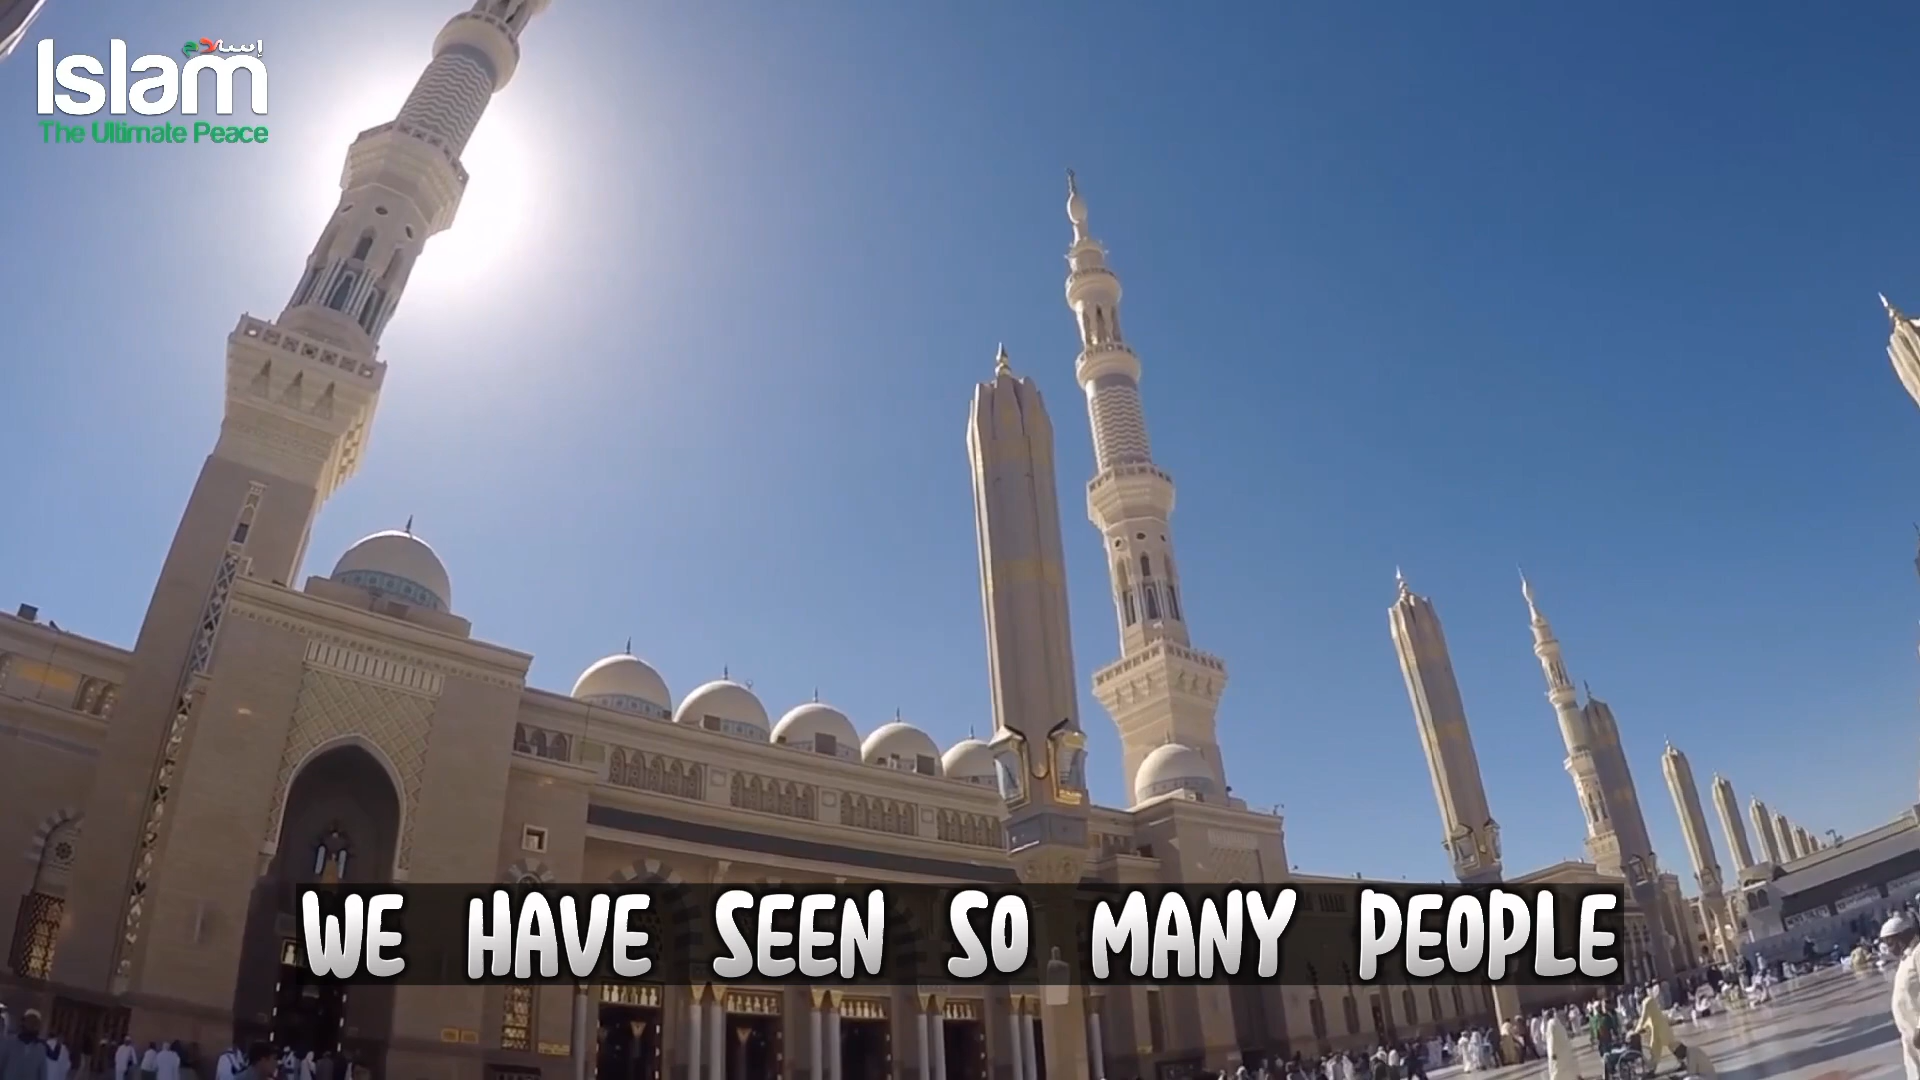 إسلام
Islam
The Ultimate Peace
WE HAVE SEEN SO MANY PEOPLE